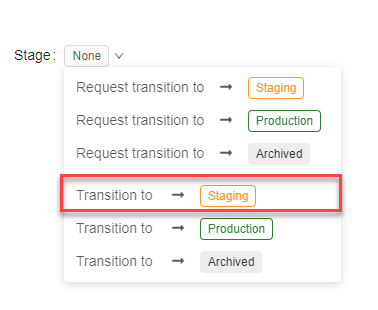 Stage: None
Request transition to → Staging
Request transition to → Production
Request transition to → Archived
Transition to → Staging
Transition to → Production
Transition to → Archived